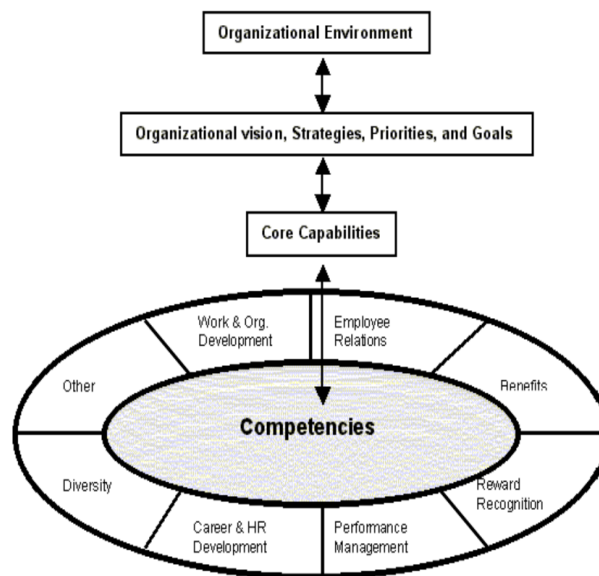 Organizational Environment
Organizational vision, Strategies, Priorities, and Goals
Core Capabilities
Work & Org.
Development
Employee
Relations
Other
Benefits
Competencies
Diversity
Reward
Recognition
Career & HR
Development
Performance
Management